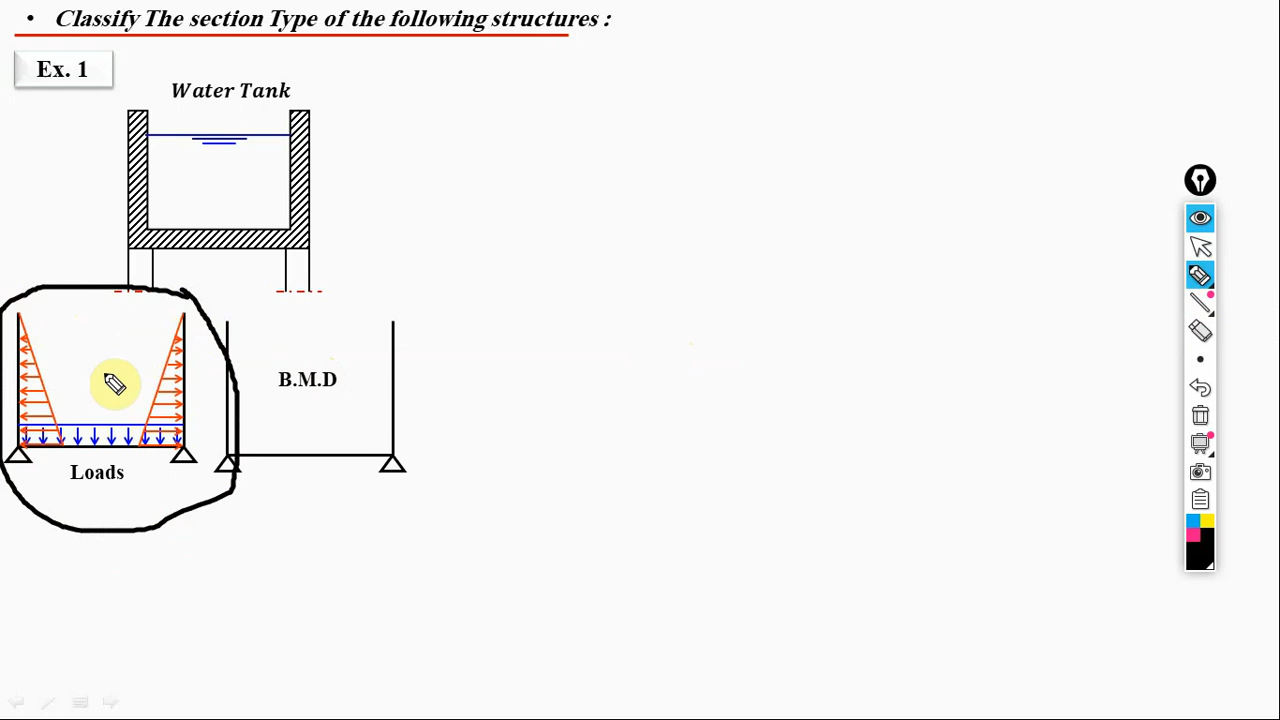 • Classify The section Type of the following structures :
Ex. 1
Water Tank
B.M.D
Loads